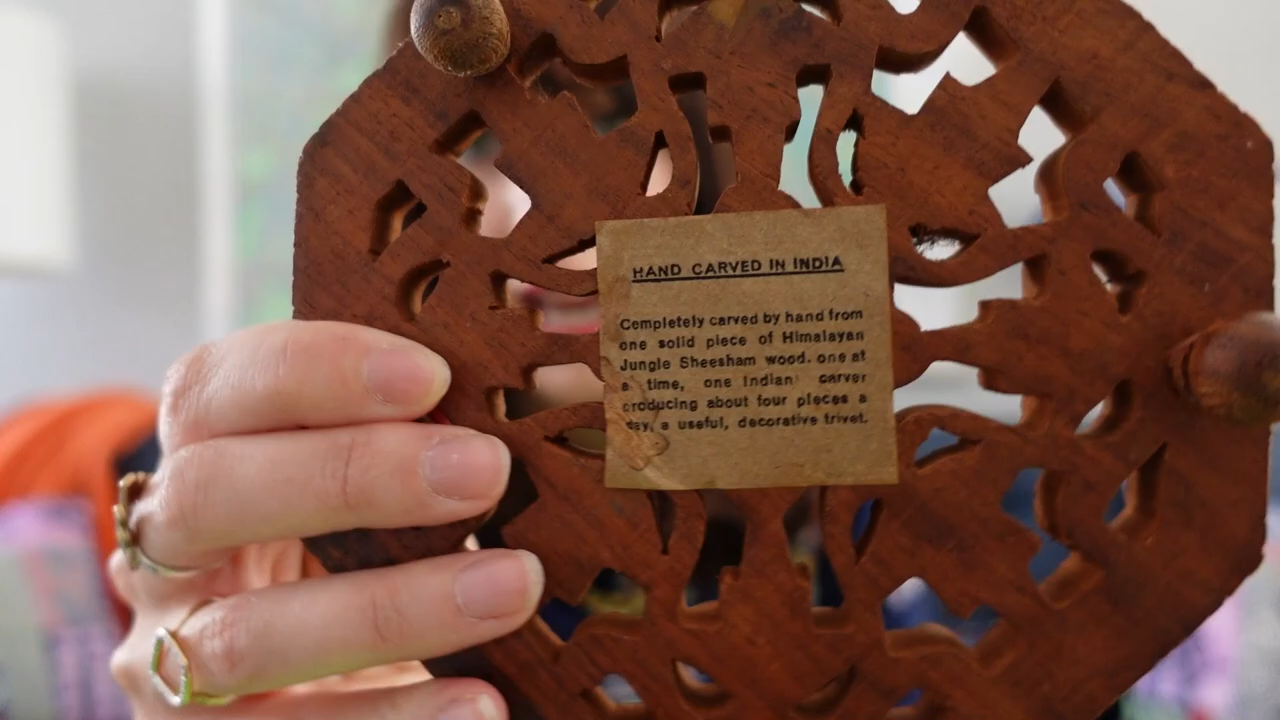 HAND CARVED IN INDIA
Completely carved by hand from
one solid piece of Himalayan
Jungle Sheesham wood. one at
a time, one Indian carver
producing about four pieces a
day, a useful, decorative trivet.